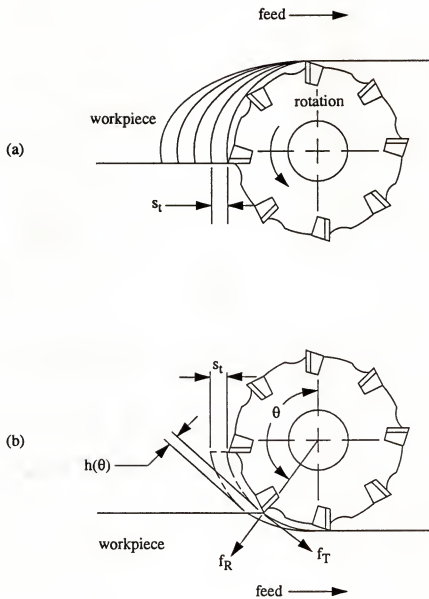 feed
rotation
workpiece
(a)
s_t
s_t
θ
(b)
h(θ)
workpiece
f_R
f_T
feed